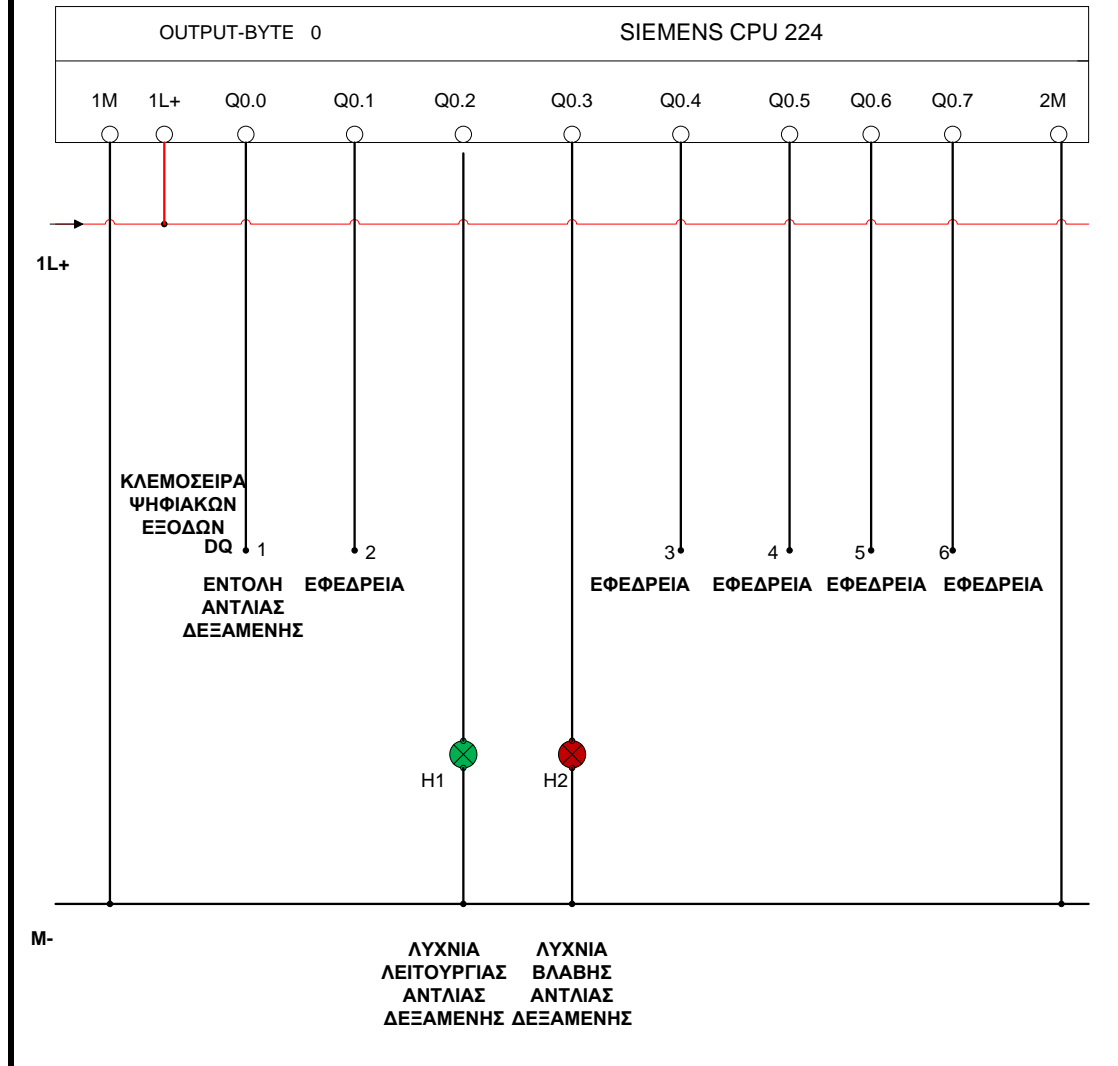 OUTPUT-BYTE 0 SIEMENS CPU 224
1M 1L+ Q0.0 Q0.1 Q0.2 Q0.3 Q0.4 Q0.5 Q0.6 Q0.7 2M
1L+
ΚΛΕΜΟΣΕΙΡΑ
ΨΗΦΙΑΚΩΝ
ΕΞΟΔΩΝ
DQ 1 2 3 4 5 6
ΕΝΤΟΛΗ
ΑΝΤΛΙΑΣ
ΔΕΞΑΜΕΝΗΣ
ΕΦΕΔΡΕΙΑ ΕΦΕΔΡΕΙΑ ΕΦΕΔΡΕΙΑ ΕΦΕΔΡΕΙΑ ΕΦΕΔΡΕΙΑ
H1 H2
M-
ΛΥΧΝΙΑ
ΛΕΙΤΟΥΡΓΙΑΣ
ΑΝΤΛΙΑΣ
ΔΕΞΑΜΕΝΗΣ
ΛΥΧΝΙΑ
ΒΛΑΒΗΣ
ΑΝΤΛΙΑΣ
ΔΕΞΑΜΕΝΗΣ